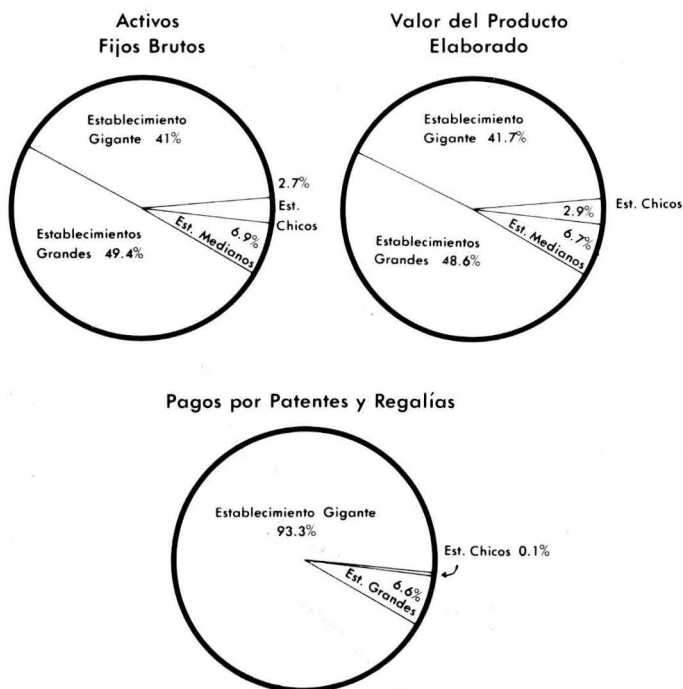 Activos
Fijos Brutos
Establecimiento
Gigante 41%
2.7%
Est.
Chicos
6.9%
Est. Medianos
Establecimientos
Grandes 49.4%
Valor del Producto
Elaborado
Establecimiento
Gigante 41.7%
Est. Chicos
2.9%
6.7%
Est. Medianos
Establecimientos
Grandes 48.6%
Pagos por Patentes y Regalías
Establecimiento Gigante
93.3%
Est. Chicos 0.1%
6.6%
Est. Grandes